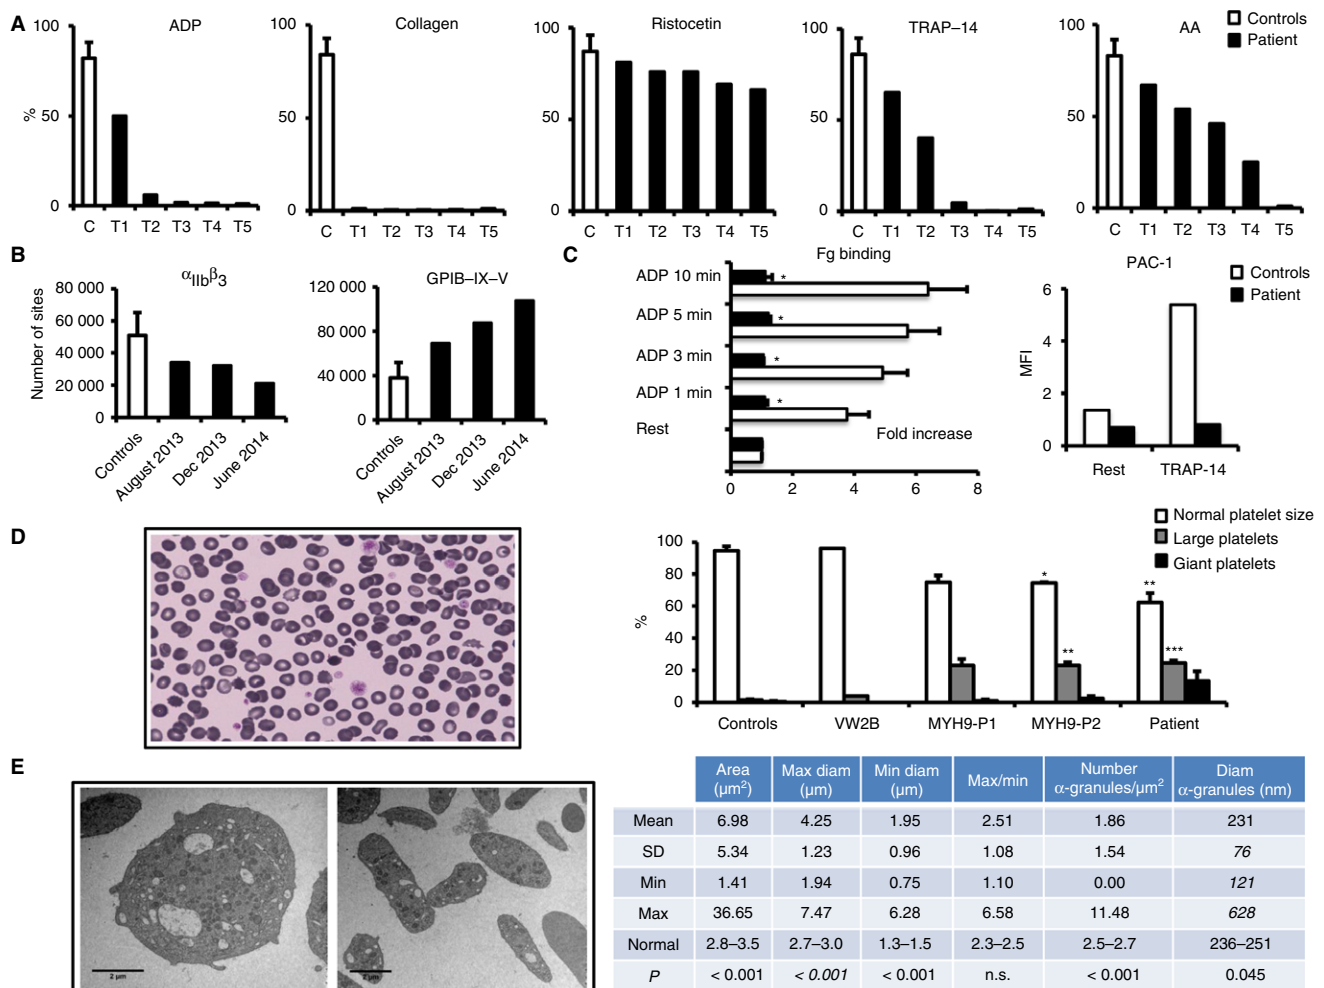 A
ADP
Collagen
Ristocetin
TRAP–14
AA
Controls
Patient
%
100
50
0
C T1 T2 T3 T4 T5
100
50
0
C T1 T2 T3 T4 T5
100
50
0
C T1 T2 T3 T4 T5
100
50
0
C T1 T2 T3 T4 T5
100
50
0
C T1 T2 T3 T4 T5
B
αIIbβ3
Number of sites
80 000
60 000
40 000
20 000
0
Controls
August 2013
Dec 2013
June 2014
GPIB–IX–V
120 000
80 000
40 000
0
Controls
August 2013
Dec 2013
June 2014
C
Fg binding
ADP 10 min *
ADP 5 min *
ADP 3 min *
ADP 1 min *
Rest
Fold increase
0 2 4 6 8
PAC-1
Controls
Patient
MFI
6
4
2
0
Rest TRAP-14
D
Normal platelet size
Large platelets
Giant platelets
%
100
80
60
40
20
0
* ** ** ***
Controls VW2B MYH9-P1 MYH9-P2 Patient
E
2 μm
2 μm
Area (μm²) Max diam (μm) Min diam (μm) Max/min Number α-granules/μm² Diam α-granules (nm)
Mean 6.98 4.25 1.95 2.51 1.86 231
SD 5.34 1.23 0.96 1.08 1.54 76
Min 1.41 1.94 0.75 1.10 0.00 121
Max 36.65 7.47 6.28 6.58 11.48 628
Normal 2.8–3.5 2.7–3.0 1.3–1.5 2.3–2.5 2.5–2.7 236–251
P < 0.001 < 0.001 < 0.001 n.s. < 0.001 0.045